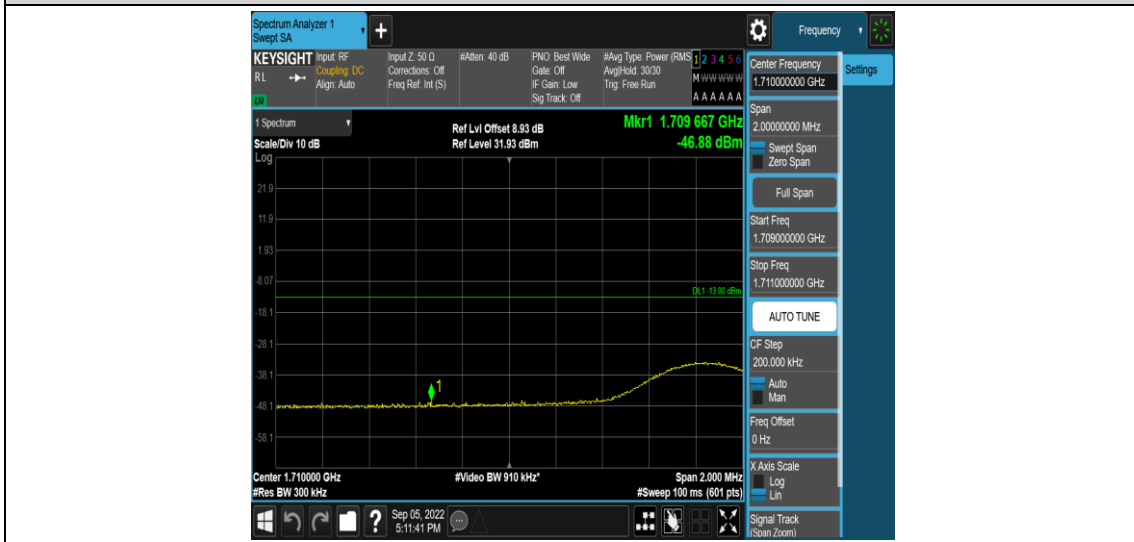 Spectrum Analyzer 1
Swept SA
+
Frequency
KEYSIGHT
RL
LXI
Input: RF
Coupling: DC
Align: Auto
Input Z: 50 Ω
Corrections: Off
Freq Ref: Int (S)
#Atten: 40 dB
PNO: Best Wide
Gate: Off
IF Gain: Low
Sig Track: Off
#Avg Type: Power (RMS
Avg|Hold: 30/30
Trig: Free Run
1 2 3 4 5 6
M W W W W W
A A A A A A
Center Frequency
1.710000000 GHz
Settings
1 Spectrum
Scale/Div 10 dB
Ref Lvl Offset 8.93 dB
Ref Level 31.93 dBm
Mkr1 1.709 667 GHz
-46.88 dBm
Log
21.9
11.9
1.93
-8.07
-18.1
-28.1
-38.1
-48.1
-58.1
DL1 -13.00 dBm
1
Span
2.00000000 MHz
Swept Span
Zero Span
Full Span
Start Freq
1.709000000 GHz
Stop Freq
1.711000000 GHz
AUTO TUNE
CF Step
200.000 kHz
Auto
Man
Freq Offset
0 Hz
X Axis Scale
Log
Lin
Signal Track
(Span Zoom)
Center 1.710000 GHz
#Res BW 300 kHz
#Video BW 910 kHz*
Span 2.000 MHz
#Sweep 100 ms (601 pts)
?
Sep 05, 2022
5:11:41 PM